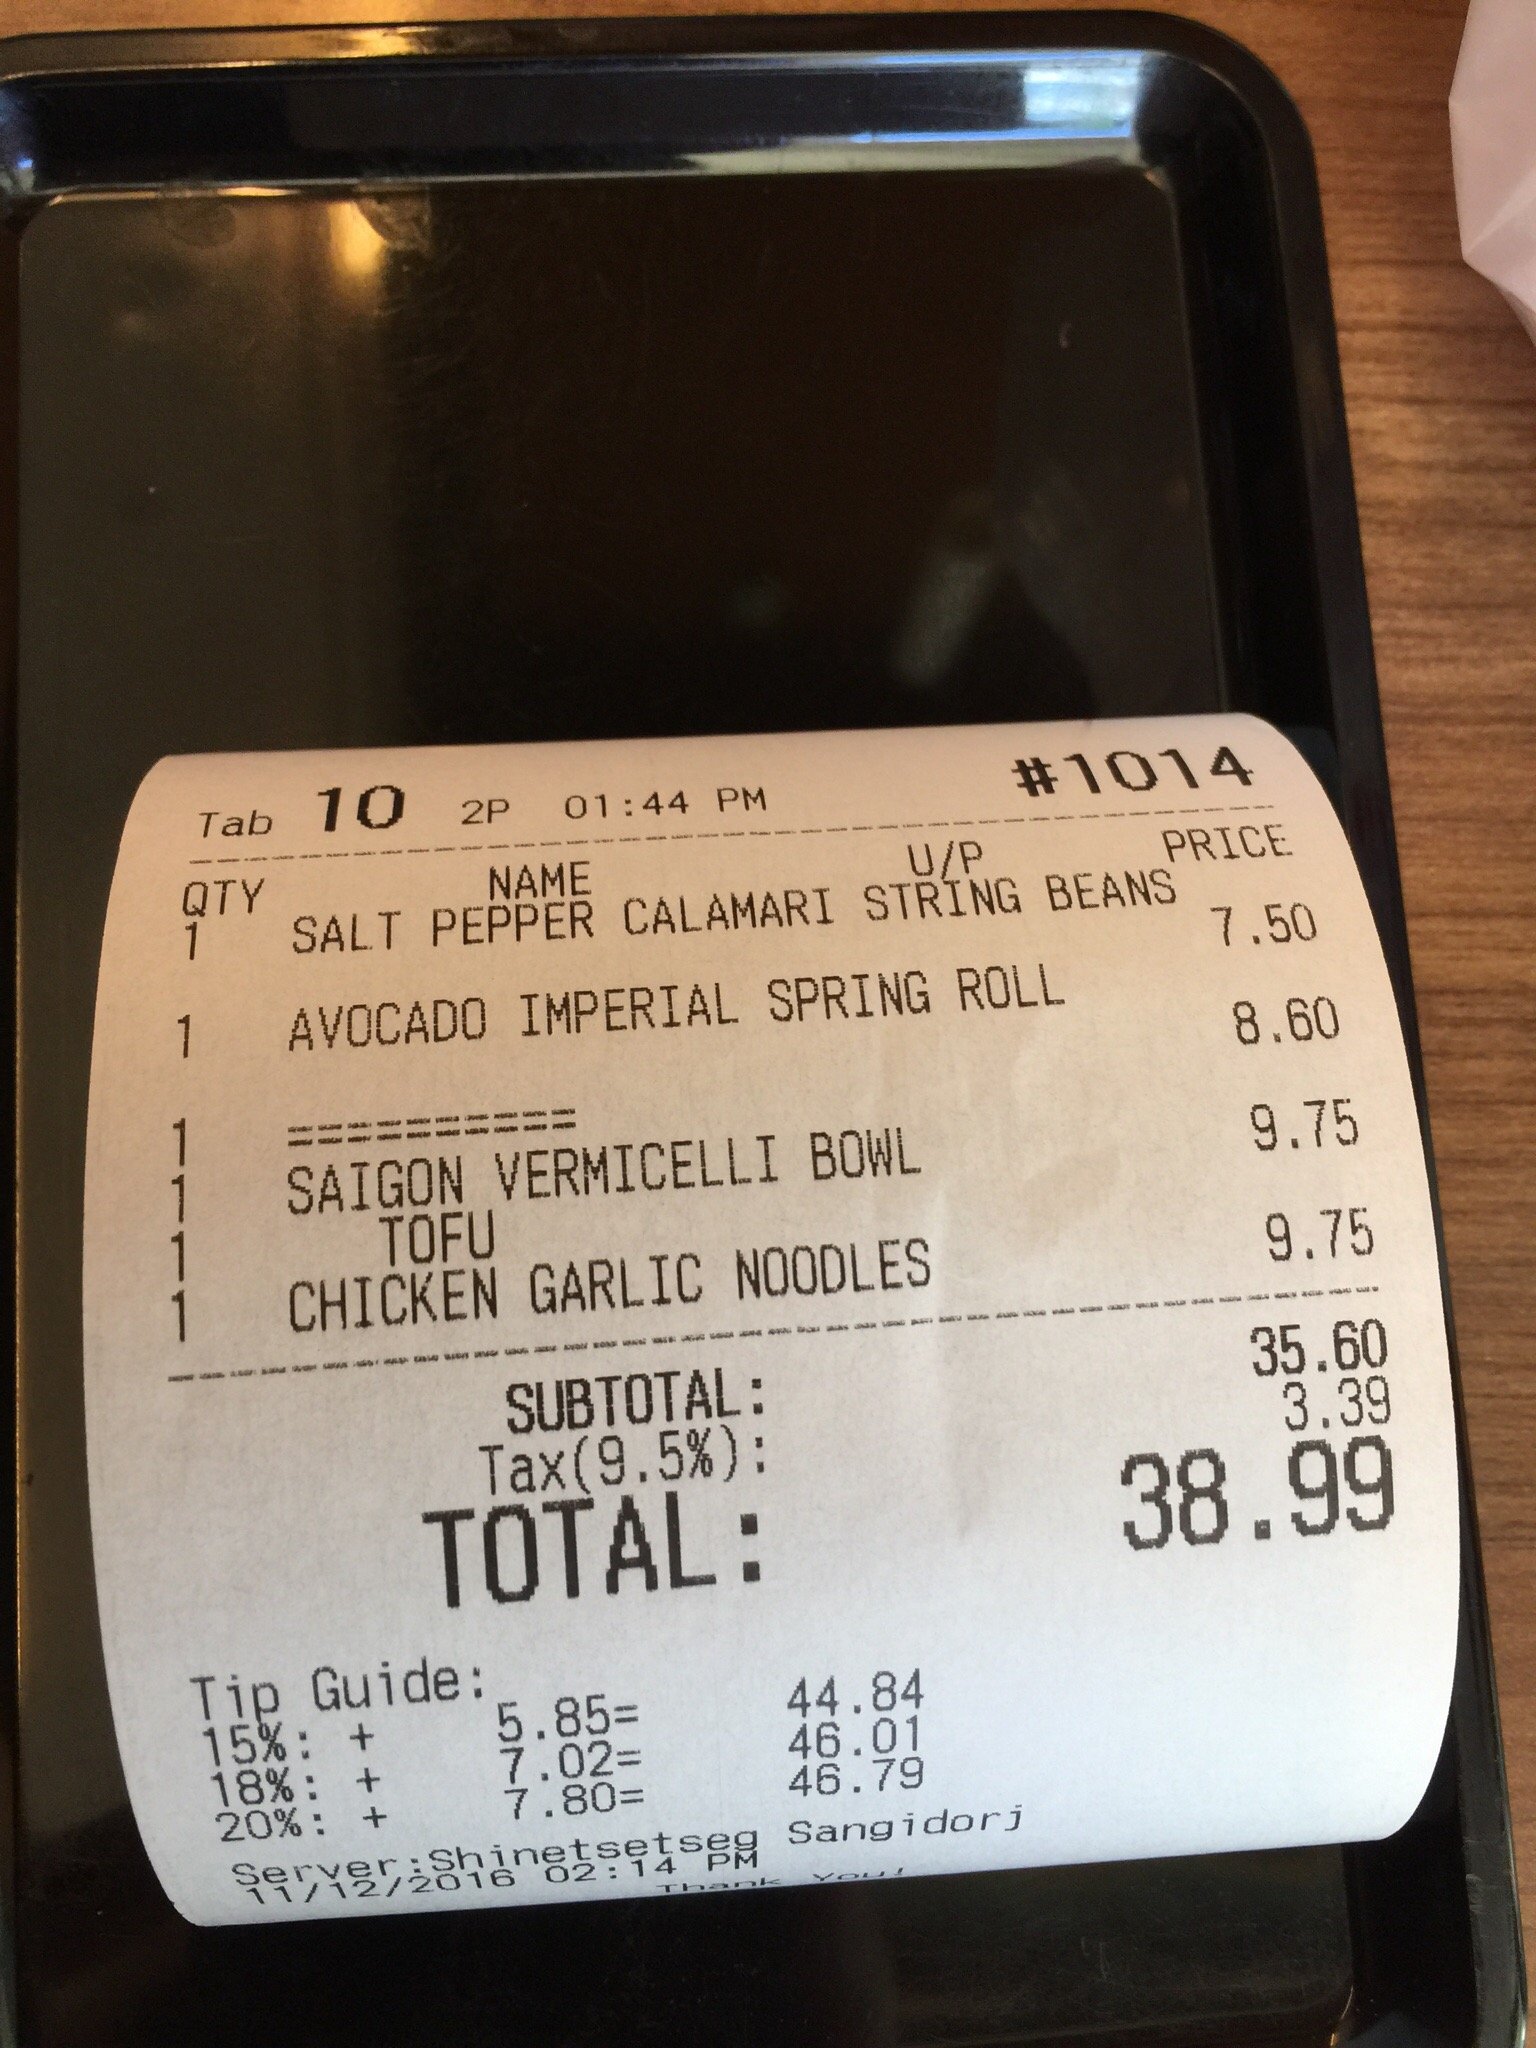 Tab 10 2P 01:44 PM #1014
QTY NAME U/P PRICE
1 SALT PEPPER CALAMARI STRING BEANS
7.50
1 AVOCADO IMPERIAL SPRING ROLL
8.60
1 ==========
1 SAIGON VERMICELLI BOWL 9.75
1 TOFU
1 CHICKEN GARLIC NOODLES 9.75
SUBTOTAL: 35.60
Tax(9.5%): 3.39
TOTAL: 38.99
Tip Guide:
15%: + 5.85= 44.84
18%: + 7.02= 46.01
20%: + 7.80= 46.79
Server:Shinetsetseg Sangidorj
11/12/2016 02:14 PM
Thank You!